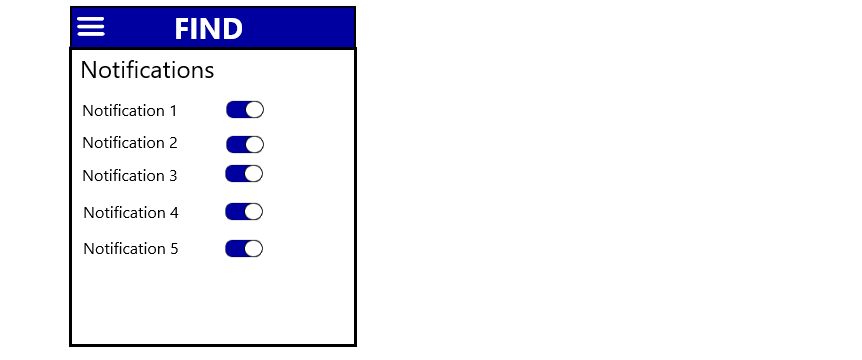 FIND
Notifications
Notification 1
Notification 2
Notification 3
Notification 4
Notification 5